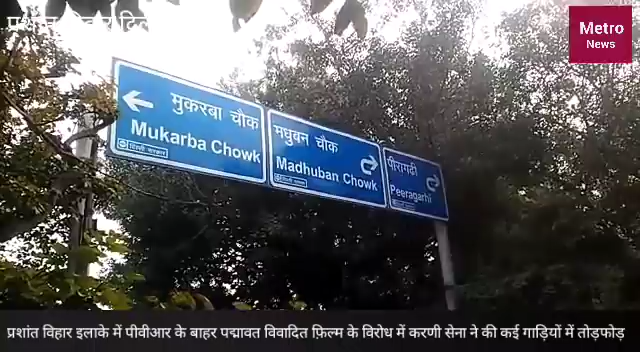 प्रशांत विहार दिल्ली
Metro
News
मुकरबा चौक
Mukarba Chowk
मधुबन चौक
Madhuban Chowk
पीरागढ़ी
Peeragarhi
प्रशांत विहार इलाके में पीवीआर के बाहर पद्मावत विवादित फ़िल्म के विरोध में करणी सेना ने की कई गाड़ियों में तोड़फोड़